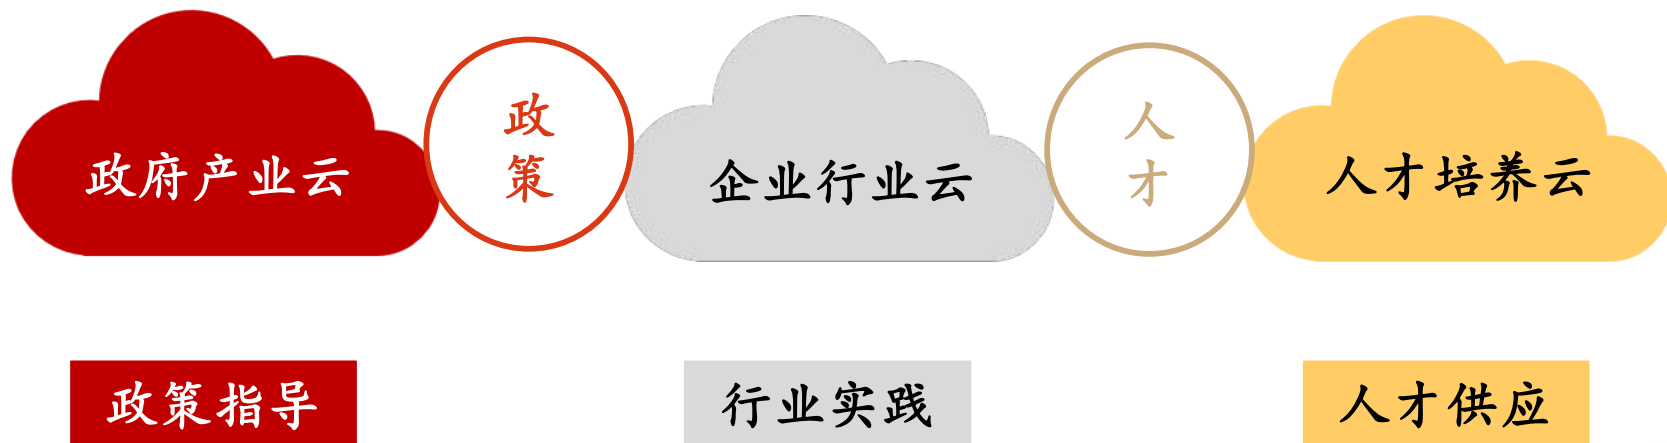 政府产业云
政
策
企业行业云
人
才
人才培养云
政策指导
行业实践
人才供应